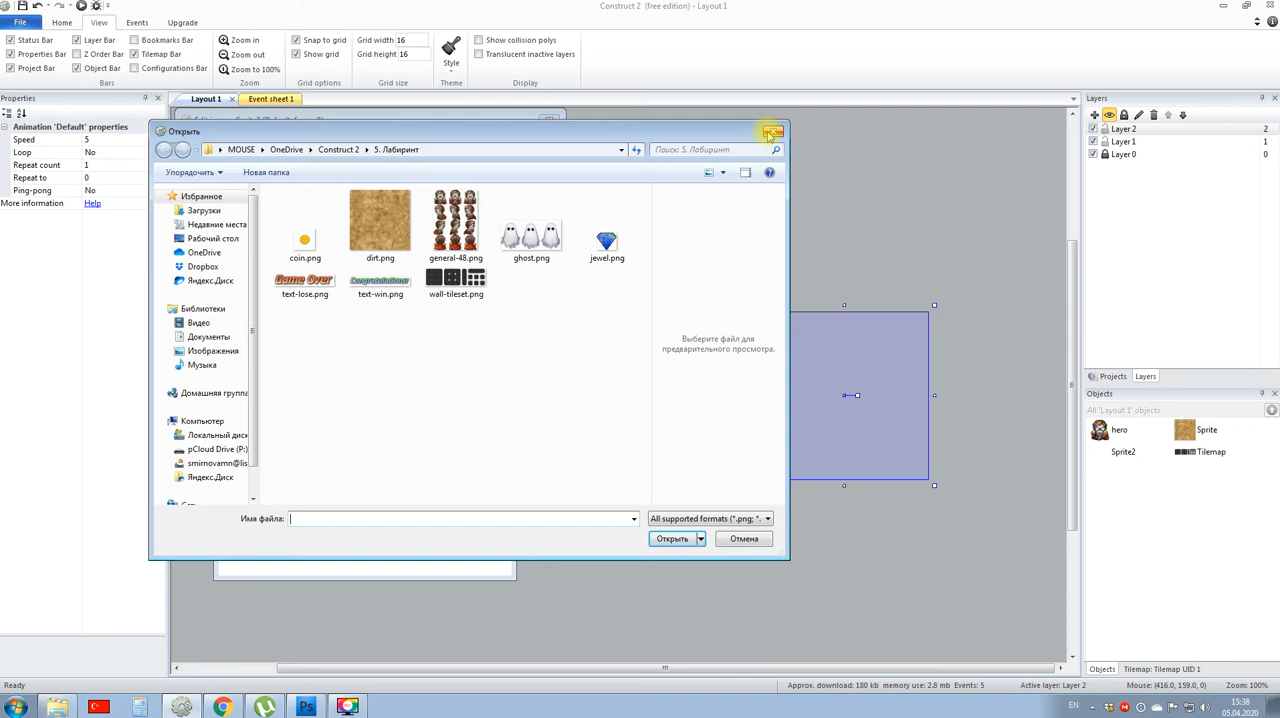 Construct 2 (free edition) - Layout 1
File Home View Events Upgrade
Status Bar Layer Bar Bookmarks Bar Zoom in Snap to grid Grid width 16 Show collision polys
Properties Bar Z Order Bar Tilemap Bar Zoom out Show grid Grid height 16 Translucent inactive layers
Project Bar Object Bar Configurations Bar Zoom to 100% Style
Bars Zoom Grid options Grid size Theme Display
Properties
Layout 1 Event sheet 1
Animation 'Default' properties
Speed 5
Loop No
Repeat count 1
Repeat to 0
Ping-pong No
More information Help
Открыть
MOUSE OneDrive Construct 2 5. Лабиринт Поиск: 5. Лабиринт
Упорядочить Новая папка
Избранное
Загрузки
Недавние места
Рабочий стол
OneDrive
Dropbox
Яндекс.Диск
Библиотеки
Видео
Документы
Изображения
Музыка
Домашняя группа
Компьютер
Локальный диск
pCloud Drive (P:)
smirnovamn@lis
Яндекс.Диск
coin.png dirt.png general-48.png ghost.png jewel.png
Game Over Congratulations
text-lose.png text-win.png wall-tileset.png
Выберите файл для
предварительного просмотра.
Имя файла: All supported formats (*.png; *.
Открыть Отмена
Layers
Layer 2 2
Layer 1 1
Layer 0 0
Projects Layers
Objects
All 'Layout 1' objects
hero Sprite
Sprite2 Tilemap
Objects Tilemap: Tilemap UID 1
Ready Approx. download: 180 kb memory use: 2.8 mb Events: 5 Active layer: Layer 2 Mouse: (416.0, 159.0, 0) Zoom: 100%
Ps EN 15:38
05.04.2020